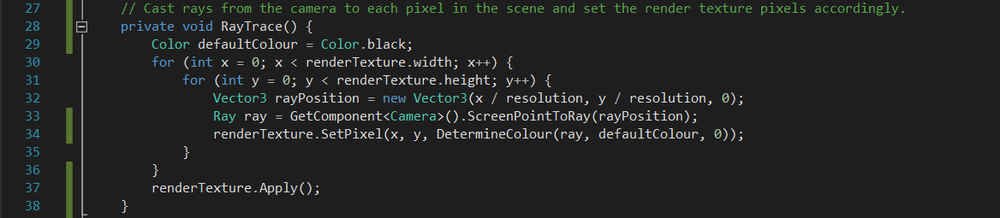 27 // Cast rays from the camera to each pixel in the scene and set the render texture pixels accordingly.
28 private void RayTrace() {
29 Color defaultColour = Color.black;
30 for (int x = 0; x < renderTexture.width; x++) {
31 for (int y = 0; y < renderTexture.height; y++) {
32 Vector3 rayPosition = new Vector3(x / resolution, y / resolution, 0);
33 Ray ray = GetComponent<Camera>().ScreenPointToRay(rayPosition);
34 renderTexture.SetPixel(x, y, DetermineColour(ray, defaultColour, 0));
35 }
36 }
37 renderTexture.Apply();
38 }